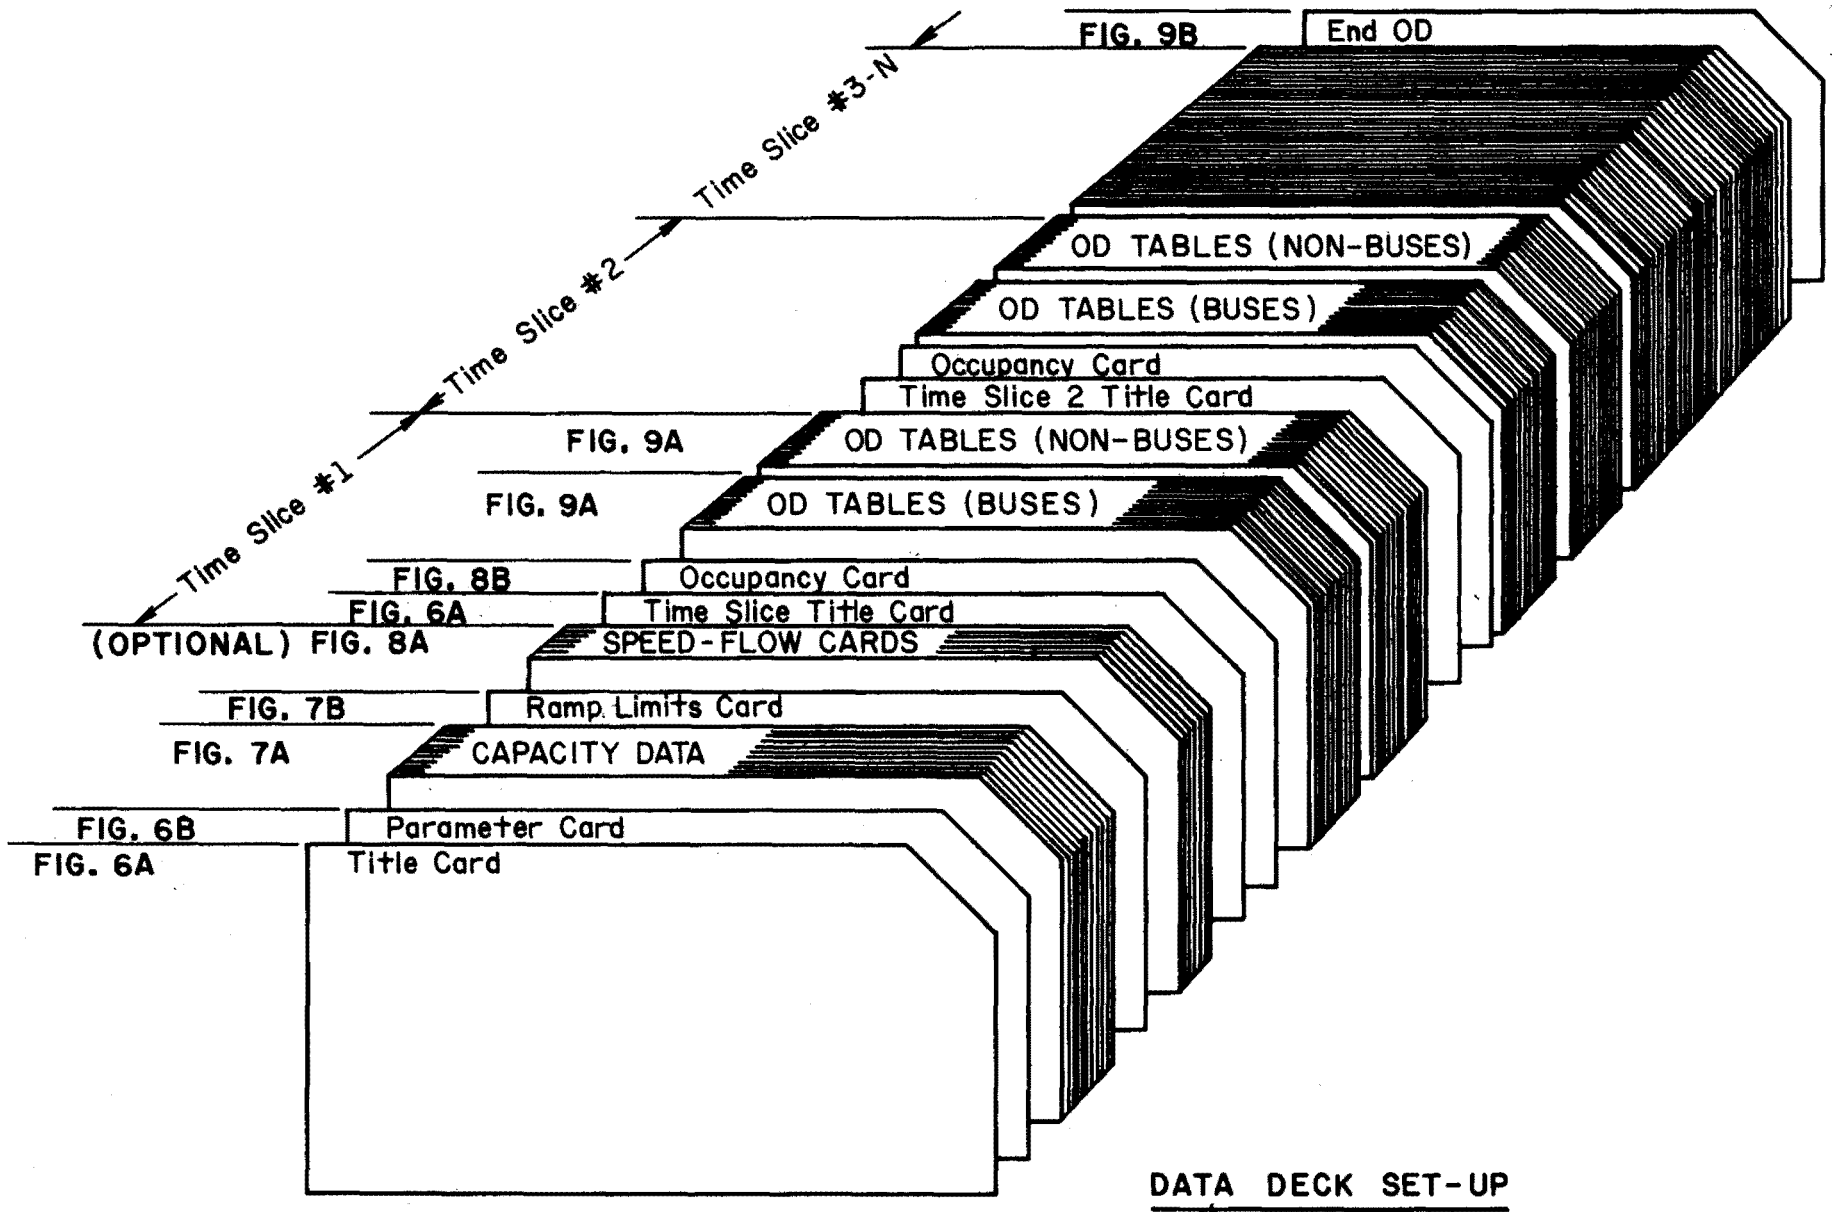 FIG. 9B End OD
Time Slice #3-N
OD TABLES (NON-BUSES)
Time Slice #2
OD TABLES (BUSES)
Occupancy Card
Time Slice 2 Title Card
FIG. 9A OD TABLES (NON-BUSES)
Time Slice #1
FIG. 9A OD TABLES (BUSES)
FIG. 8B Occupancy Card
FIG. 6A Time Slice Title Card
(OPTIONAL) FIG. 8A SPEED-FLOW CARDS
FIG. 7B Ramp Limits Card
FIG. 7A CAPACITY DATA
FIG. 6B Parameter Card
FIG. 6A Title Card
DATA DECK SET-UP